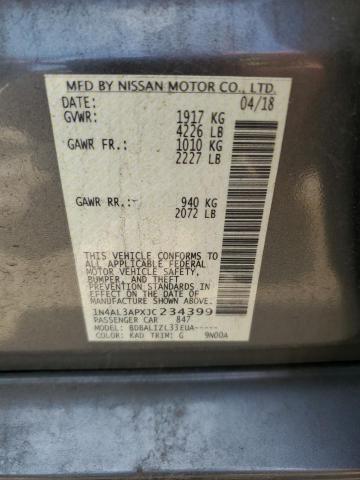 MFD BY NISSAN MOTOR CO., LTD.
DATE: 04/18
GVWR: 1917 KG
4226 LB
GAWR FR.: 1010 KG
2227 LB
GAWR RR.: 940 KG
2072 LB
THIS VEHICLE CONFORMS TO
ALL APPLICABLE FEDERAL
MOTOR VEHICLE SAFETY,
BUMPER, AND THEFT
PREVENTION STANDARDS
IN EFFECT ON THE DATE OF
MANUFACTURE SHOWN ABOVE.
1N4AL3APXJC234399
PASSENGER CAR 847
MODEL: BDBALIZL33EUA-----
COLOR: KAD TRIM: G 9N00A